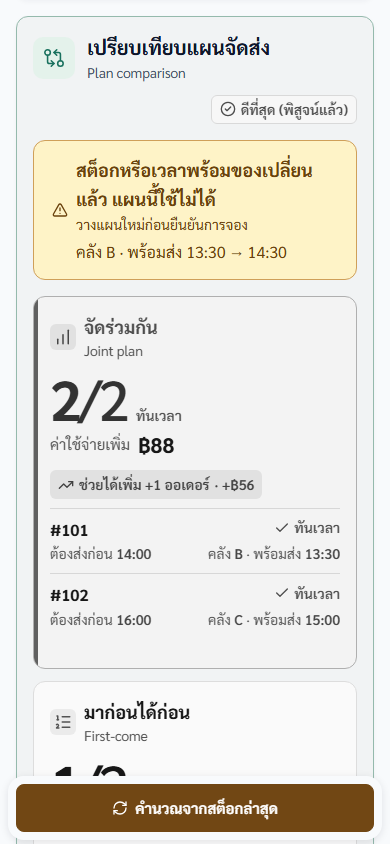 เปรียบเทียบแผนจัดส่ง
Plan comparison
ดีที่สุด (พิสูจน์แล้ว)
สต็อกหรือเวลาพร้อมของเปลี่ยน
แล้ว แผนนี้ใช้ไม่ได้
วางแผนใหม่ก่อนยืนยันการจอง
คลัง B · พร้อมส่ง 13:30 → 14:30
จัดร่วมกัน
Joint plan
2/2 ทันเวลา
ค่าใช้จ่ายเพิ่ม ฿88
ช่วยได้เพิ่ม +1 ออเดอร์ · +฿56
#101 ทันเวลา
ต้องส่งก่อน 14:00 คลัง B · พร้อมส่ง 13:30
#102 ทันเวลา
ต้องส่งก่อน 16:00 คลัง C · พร้อมส่ง 15:00
มาก่อนได้ก่อน
First-come
คำนวณจากสต็อกล่าสุด